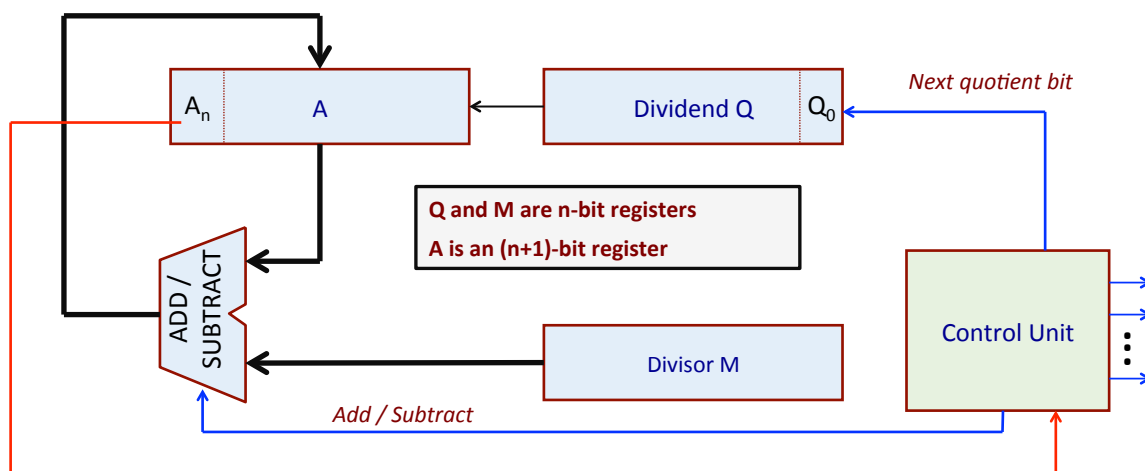 Next quotient bit
Aₙ
A
Dividend Q
Q₀
Q and M are n-bit registers
A is an (n+1)-bit register
ADD /
SUBTRACT
Divisor M
Control Unit
Add / Subtract